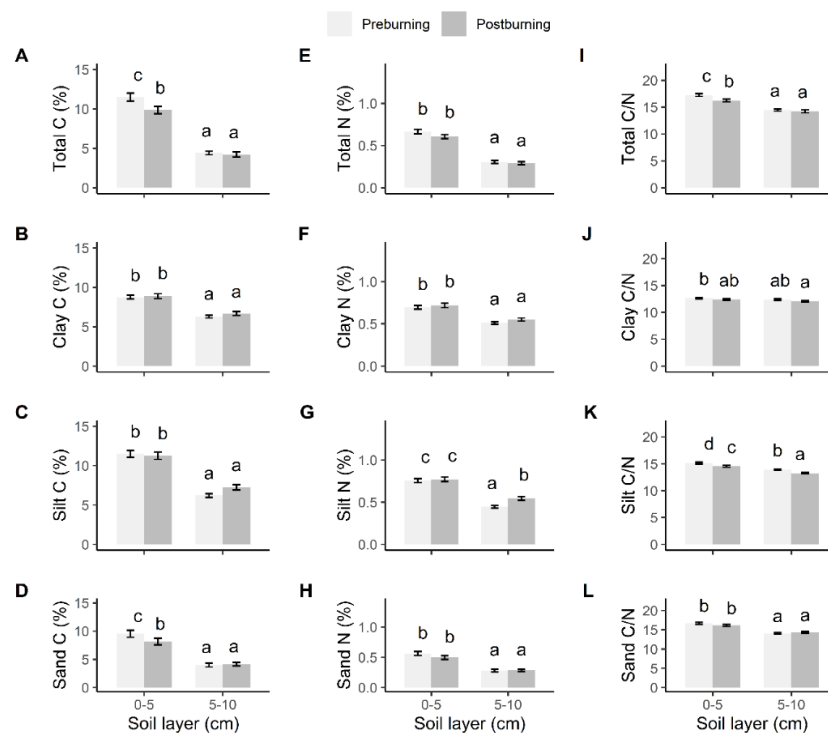 Preburning Postburning
A E I
Total C (%)
15
10
5
0
c b a a
Total N (%)
1.0
0.5
0.0
b b a a
Total C/N
20
15
10
5
0
c b a a
B F J
Clay C (%)
15
10
5
0
b b a a
Clay N (%)
1.0
0.5
0.0
b b a a
Clay C/N
20
15
10
5
0
b ab ab a
C G K
Silt C (%)
15
10
5
0
b b a a
Silt N (%)
1.0
0.5
0.0
c c a b
Silt C/N
20
15
10
5
0
d c b a
D H L
Sand C (%)
15
10
5
0
c b a a
Sand N (%)
1.0
0.5
0.0
b b a a
Sand C/N
20
15
10
5
0
b b a a
0-5 5-10 0-5 5-10 0-5 5-10
Soil layer (cm) Soil layer (cm) Soil layer (cm)